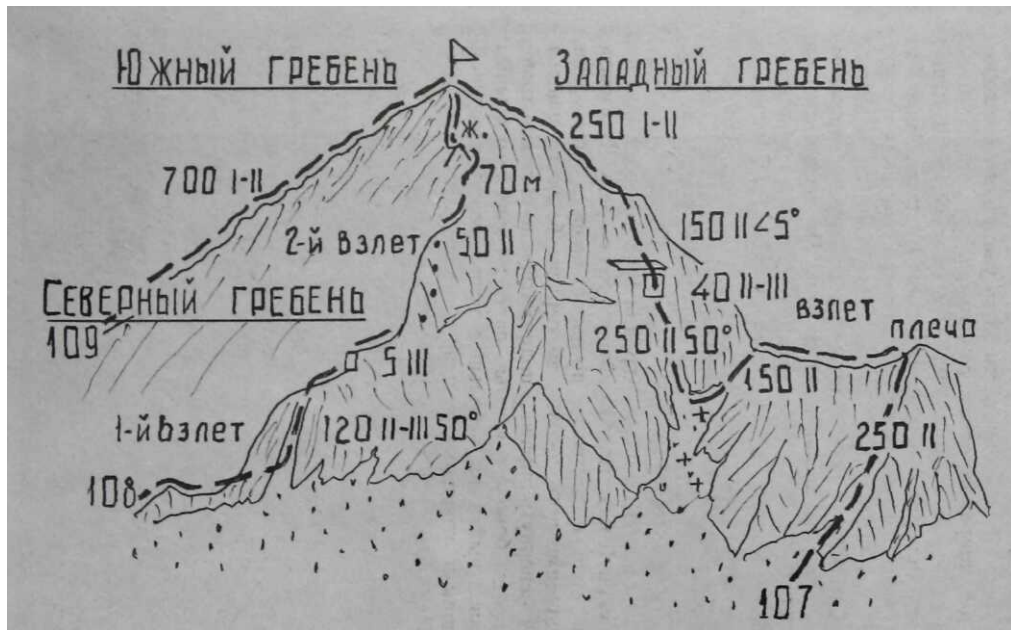 Южный гребень
Западный гребень
250 I-II
ж.
700 I-II
70м
2-й взлет
50 II
150 II <5°
Северный гребень
40 II-III
взлет
109
плечо
5 III
250 II 50°
150 II
1-й взлет
120 II-III 50°
250 II
108
107